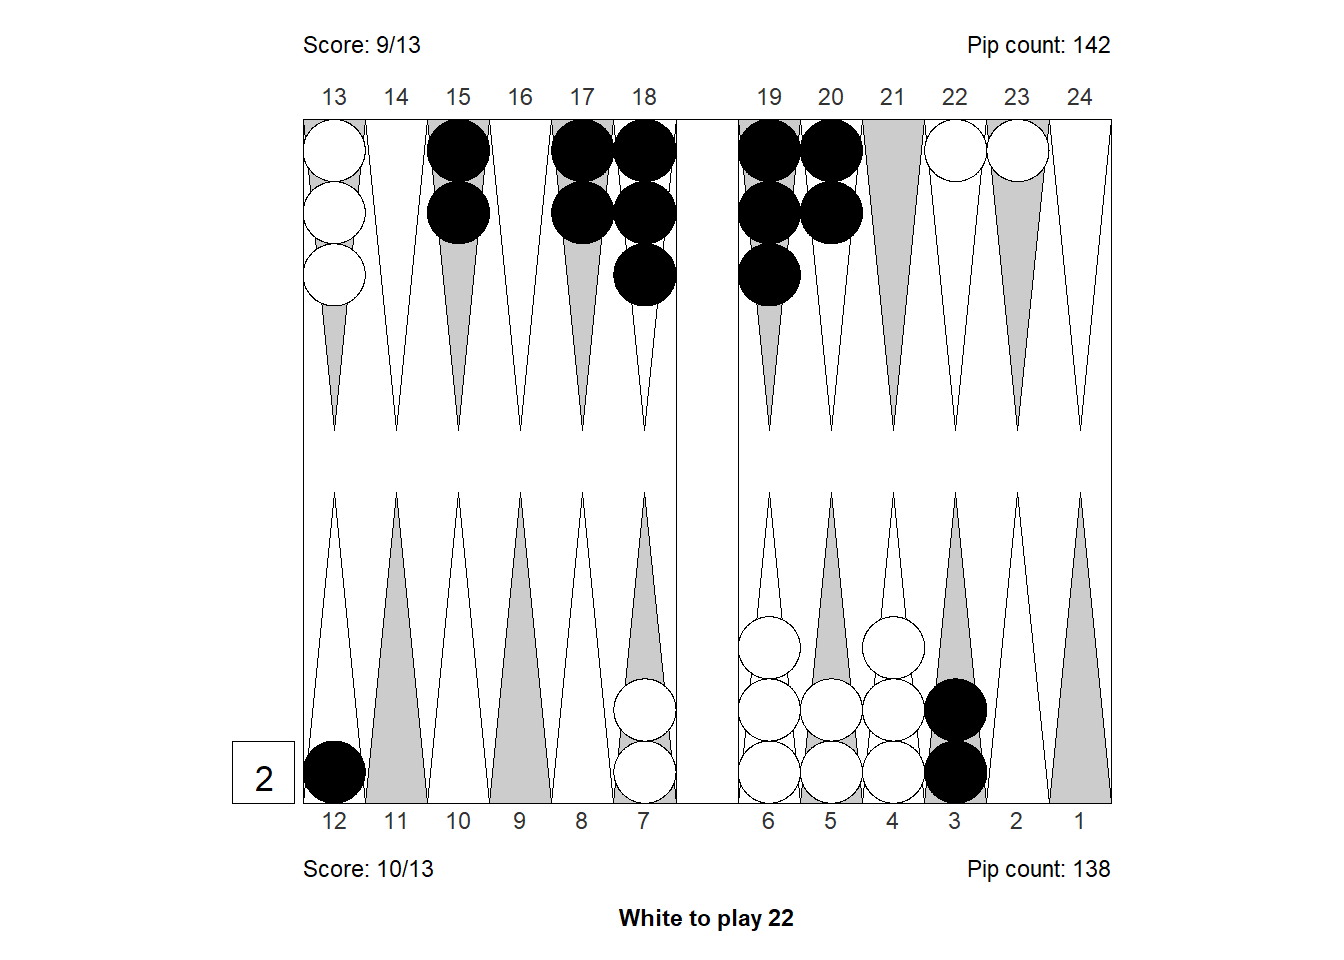 Score: 9/13 Pip count: 142
13 14 15 16 17 18 19 20 21 22 23 24
2
12 11 10 9 8 7 6 5 4 3 2 1
Score: 10/13 Pip count: 138
White to play 22